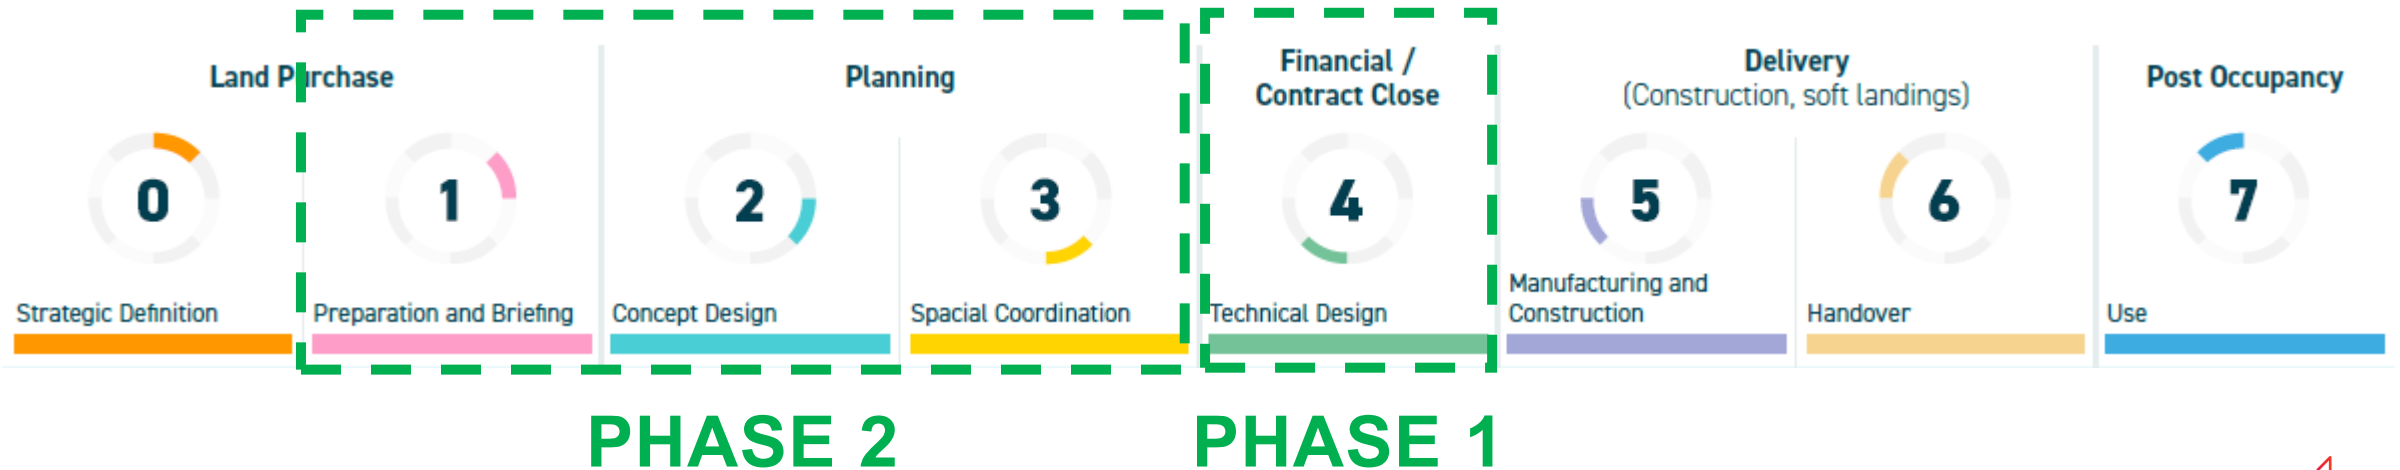 Land Purchase
Planning
Financial /
Contract Close
Delivery
(Construction, soft landings)
Post Occupancy
0
1
2
3
4
5
6
7
Strategic Definition
Preparation and Briefing
Concept Design
Spacial Coordination
Technical Design
Manufacturing and
Construction
Handover
Use
PHASE 2
PHASE 1